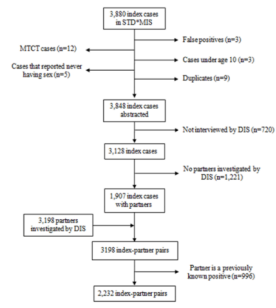 3,880 index cases
in STD*MIS
False positives (n=3)
MTCT cases (n=12)
Cases under age 10 (n=3)
Cases that reported never
having sex (n=5)
Duplicates (n=9)
3,848 index cases
abstracted
Not interviewed by DIS (n=720)
3,128 index cases
No partners investigated by
DIS (n=1,221)
1,907 index cases
with partners
3,198 partners
investigated by DIS
3198 index-partner pairs
Partner is a previously
known positive (n=996)
2,232 index-partner pairs